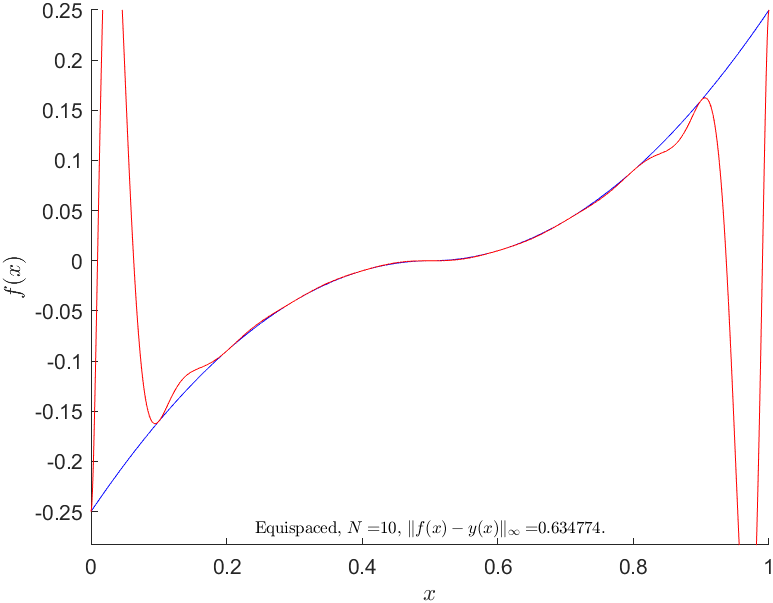 0.25
0.2
0.15
0.1
0.05
0
-0.05
-0.1
-0.15
-0.2
-0.25
f(x)
Equispaced, N =10, ‖f(x) − y(x)‖∞ =0.634774.
0 0.2 0.4 0.6 0.8 1
x